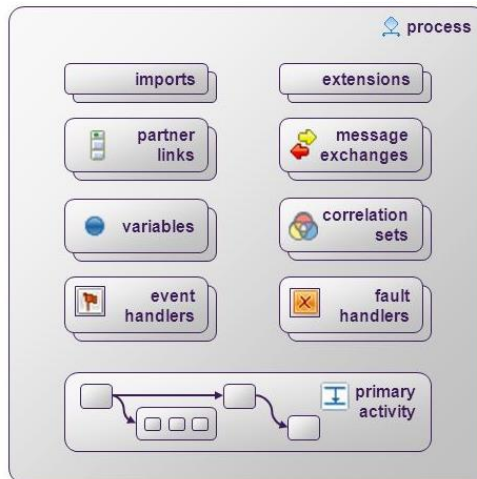 process
imports
extensions
partner
links
message
exchanges
variables
correlation
sets
event
handlers
fault
handlers
primary
activity